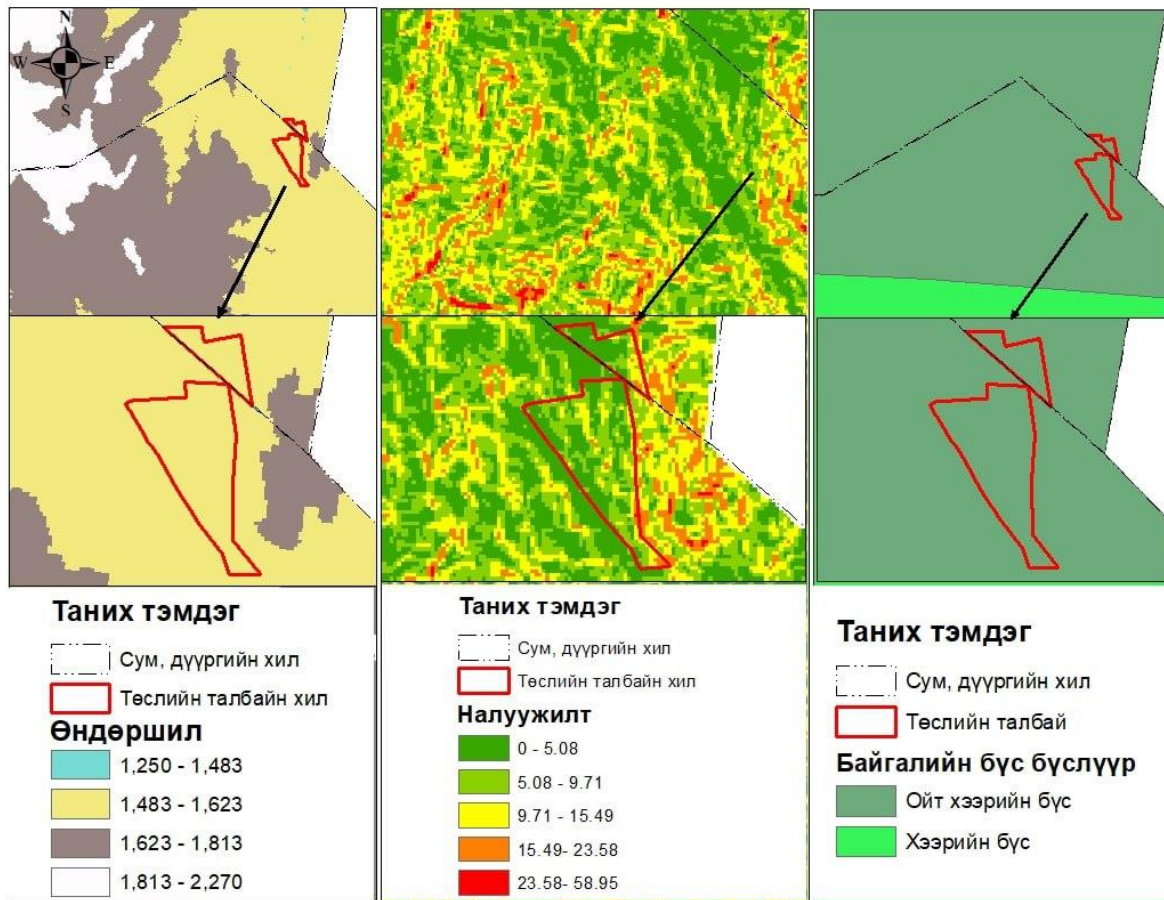 N
W E
S
Таних тэмдэг
Сум, дүүргийн хил
Төслийн талбайн хил
Өндөршил
1,250 - 1,483
1,483 - 1,623
1,623 - 1,813
1,813 - 2,270
Таних тэмдэг
Сум, дүүргийн хил
Төслийн талбайн хил
Налуужилт
0 - 5.08
5.08 - 9.71
9.71 - 15.49
15.49- 23.58
23.58- 58.95
Таних тэмдэг
Сум, дүүргийн хил
Төслийн талбай
Байгалийн бүс бүслүүр
Ойт хээрийн бүс
Хээрийн бүс